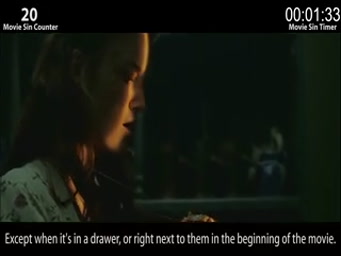 20
Movie Sin Counter
00:01:33
Movie Sin Timer
Except when it's in a drawer, or right next to them in the beginning of the movie.